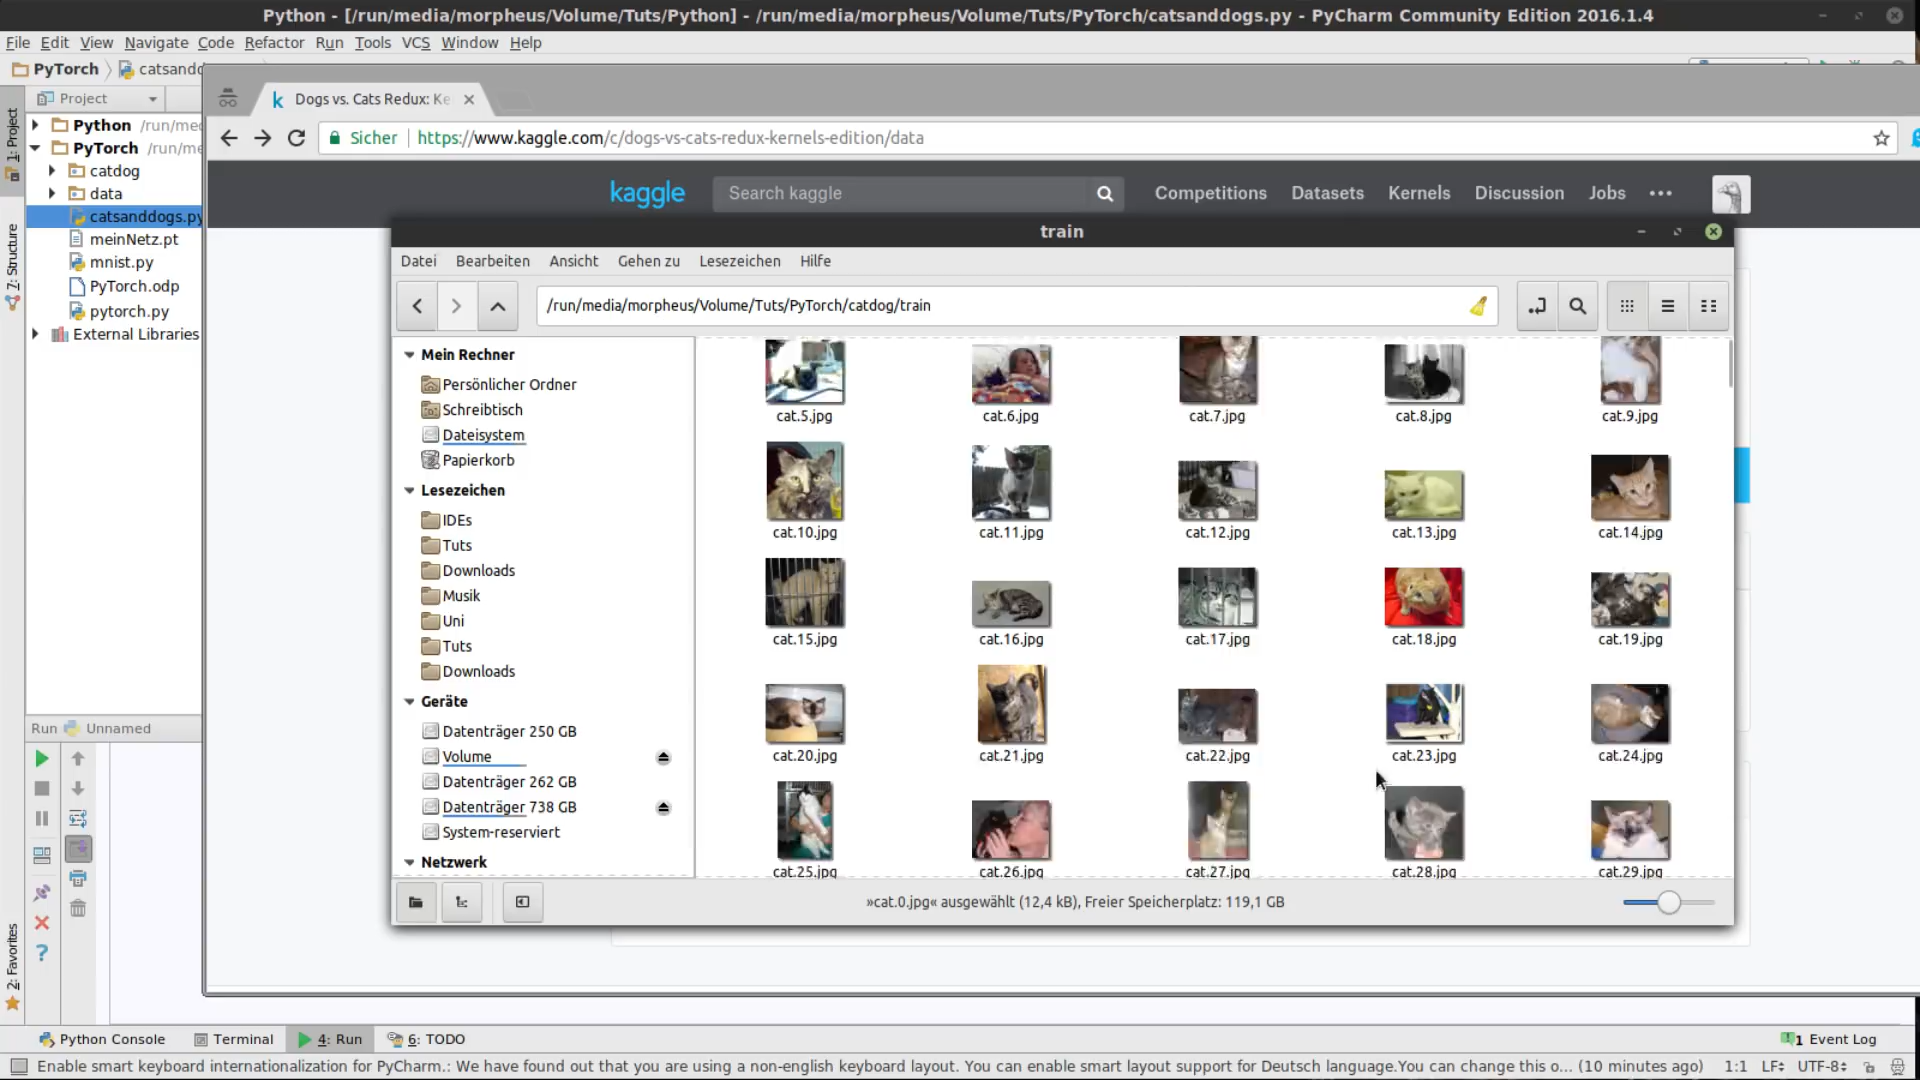 Python - [/run/media/morpheus/Volume/Tuts/Python] - /run/media/morpheus/Volume/Tuts/PyTorch/catsanddogs.py - PyCharm Community Edition 2016.1.4
File Edit View Navigate Code Refactor Run Tools VCS Window Help
PyTorch catsandd
Dogs vs. Cats Redux: Ke
Project
Sicher https://www.kaggle.com/c/dogs-vs-cats-redux-kernels-edition/data
kaggle Search kaggle Competitions Datasets Kernels Discussion Jobs
1: Project
7: Structure
2: Favorites
Python /run/me
PyTorch /run/me
catdog
data
catsanddogs.py
meinNetz.pt
mnist.py
PyTorch.odp
pytorch.py
External Libraries
train
Datei Bearbeiten Ansicht Gehen zu Lesezeichen Hilfe
/run/media/morpheus/Volume/Tuts/PyTorch/catdog/train
Mein Rechner
Persönlicher Ordner
Schreibtisch
Dateisystem
Papierkorb
Lesezeichen
IDEs
Tuts
Downloads
Musik
Uni
Tuts
Downloads
Geräte
Datenträger 250 GB
Volume
Datenträger 262 GB
Datenträger 738 GB
System-reserviert
Netzwerk
cat.5.jpg cat.6.jpg cat.7.jpg cat.8.jpg cat.9.jpg
cat.10.jpg cat.11.jpg cat.12.jpg cat.13.jpg cat.14.jpg
cat.15.jpg cat.16.jpg cat.17.jpg cat.18.jpg cat.19.jpg
cat.20.jpg cat.21.jpg cat.22.jpg cat.23.jpg cat.24.jpg
cat.25.jpg cat.26.jpg cat.27.jpg cat.28.jpg cat.29.jpg
»cat.0.jpg« ausgewählt (12,4 kB), Freier Speicherplatz: 119,1 GB
Run Unnamed
Python Console Terminal 4: Run 6: TODO 1 Event Log
Enable smart keyboard internationalization for PyCharm.: We have found out that you are using a non-english keyboard layout. You can enable smart layout support for Deutsch language.You can change this o... (10 minutes ago) 1:1 LF UTF-8